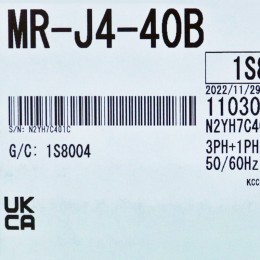 MR-J4-40B
1S8
2022/11/29
11030
S/N: N2YH7C401C
N2YH7C40
G/C: 1S8004
3PH+1PH
50/60Hz
KCC
UK
CA